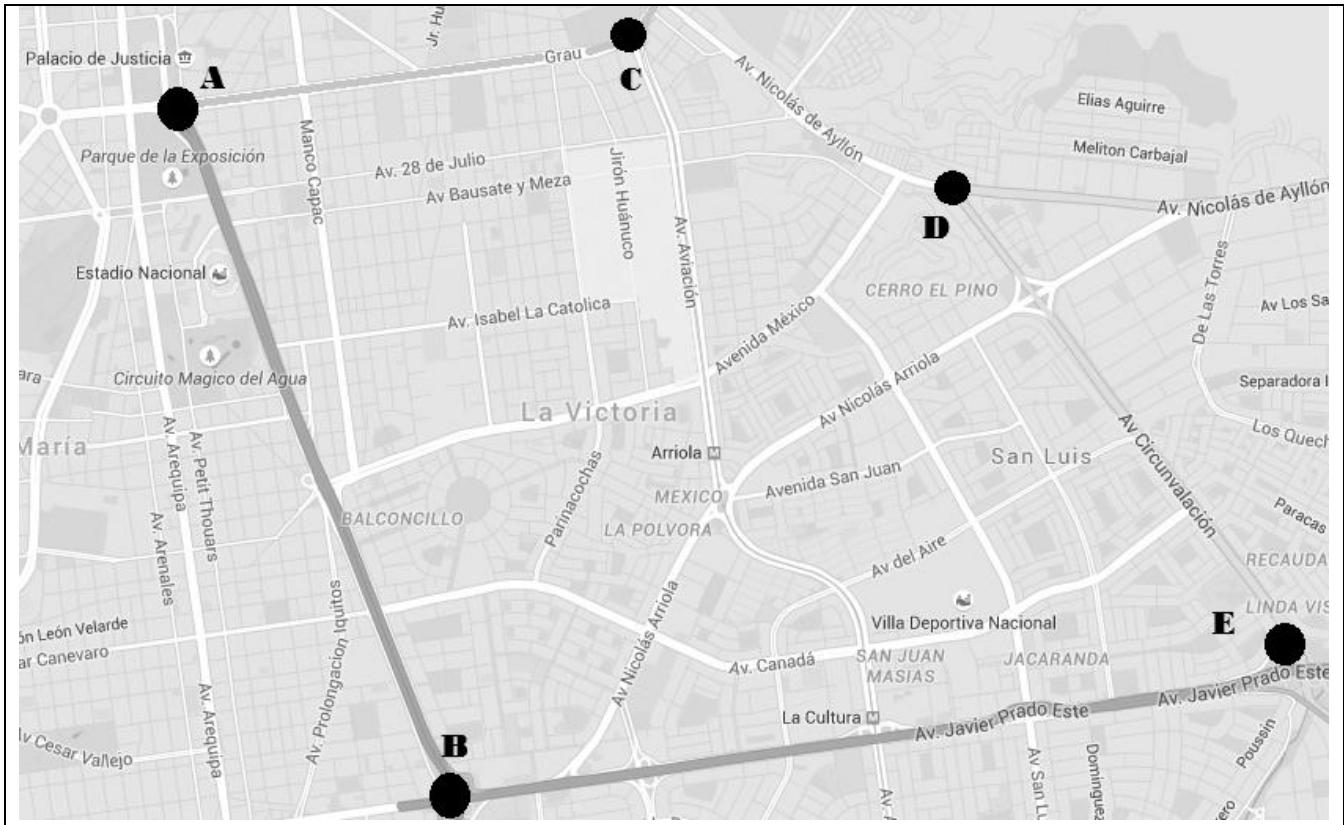 Palacio de Justicia
A
Jr. Hu
Grau
C
Av. Nicolás de Ayllón
Elias Aguirre
Meliton Carbajal
Parque de la Exposición
Manco Capac
Av. 28 de Julio
Av Bausate y Meza
Jirón Huánuco
Av. Aviación
D
Av. Nicolás de Ayllón
De Las Torres
Estadio Nacional
Av. Isabel La Catolica
Avenida México
CERRO EL PINO
Av Los Sa
Circuito Magico del Agua
ara
Av Nicolás Arriola
Separadora I
La Victoria
María
Av. Arequipa
Av. Petit Thouars
Arriola
Avenida San Juan
San Luis
Av Circunvalación
Los Quech
MEXICO
BALCONCILLO
LA POLVORA
Parinacochas
Av. Arenales
Paracas
Av del Aire
RECAUDA
Av. Prolongacion Iquitos
Av Nicolás Arriola
Villa Deportiva Nacional
LINDA VIS
E
ón León Velarde
ar Canevaro
Av. Canadá
SAN JUAN
MASIAS
JACARANDA
Av. Arequipa
La Cultura
Av. Javier Prado Este
Av. Javier Prado Este
Av Cesar Vallejo
B
Av. A
Av San Lu
Dominguez
Poussin
ero